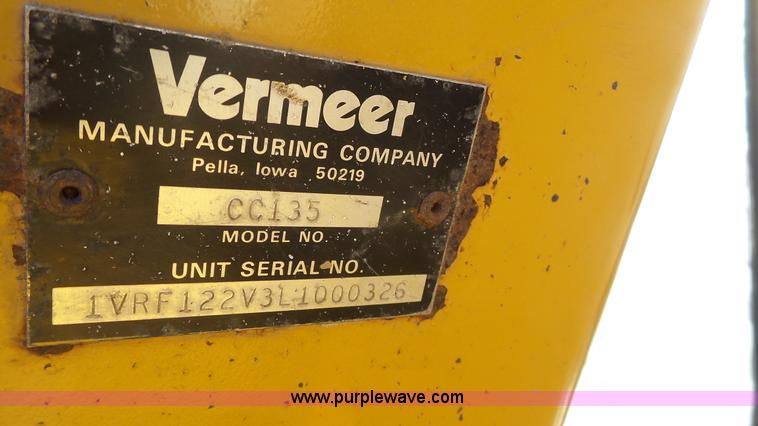 Vermeer
MANUFACTURING COMPANY
Pella, Iowa 50219
CC135
MODEL NO.
UNIT SERIAL NO.
1VRF122V3L1000326
www.purplewave.com